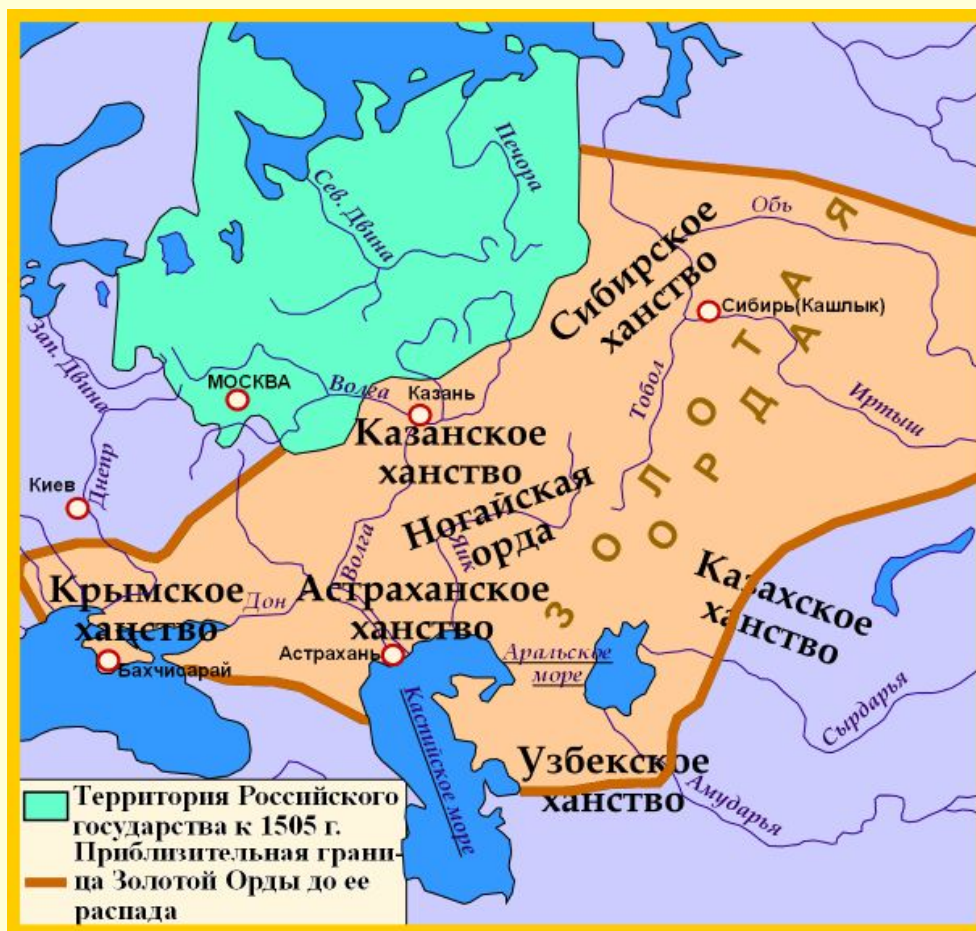 Печора
Сев. Двина
Обь
Сибирское
ханство
Сибирь(Кашлык)
Зап. Двина
МОСКВА
Волга
Казань
Тобол
Иртыш
Казанское
ханство
ЗОЛОТАЯ
ОРДА
Киев
Днепр
Ногайская
орда
Волга
Яик
Казахское
ханство
Крымское
ханство
Дон
Астраханское
ханство
Астрахань
Бахчисарай
Аральское
море
Сырдарья
Каспийское море
Узбекское
ханство
Амударья
Территория Российского
государства к 1505 г.
Приблизительная грани-
ца Золотой Орды до ее
распада